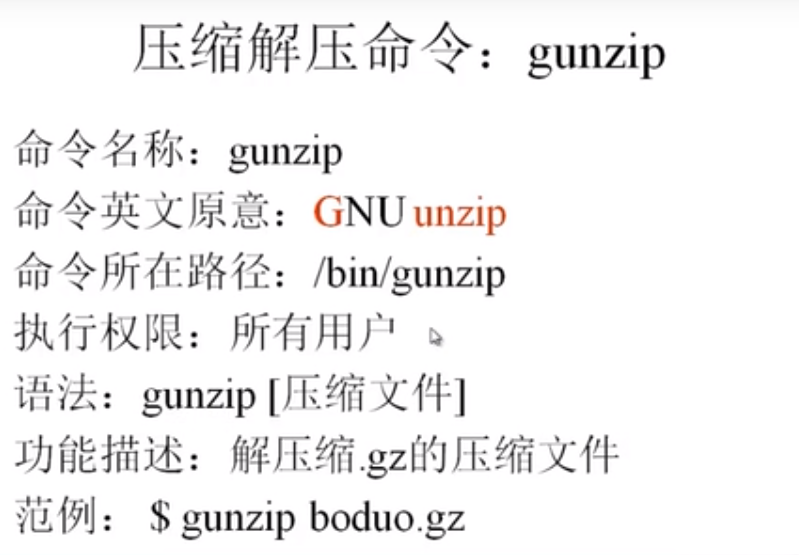 压缩解压命令：gunzip
命令名称：gunzip
命令英文原意：GNU unzip
命令所在路径：/bin/gunzip
执行权限：所有用户
语法：gunzip [压缩文件]
功能描述：解压缩.gz的压缩文件
范例： $ gunzip boduo.gz